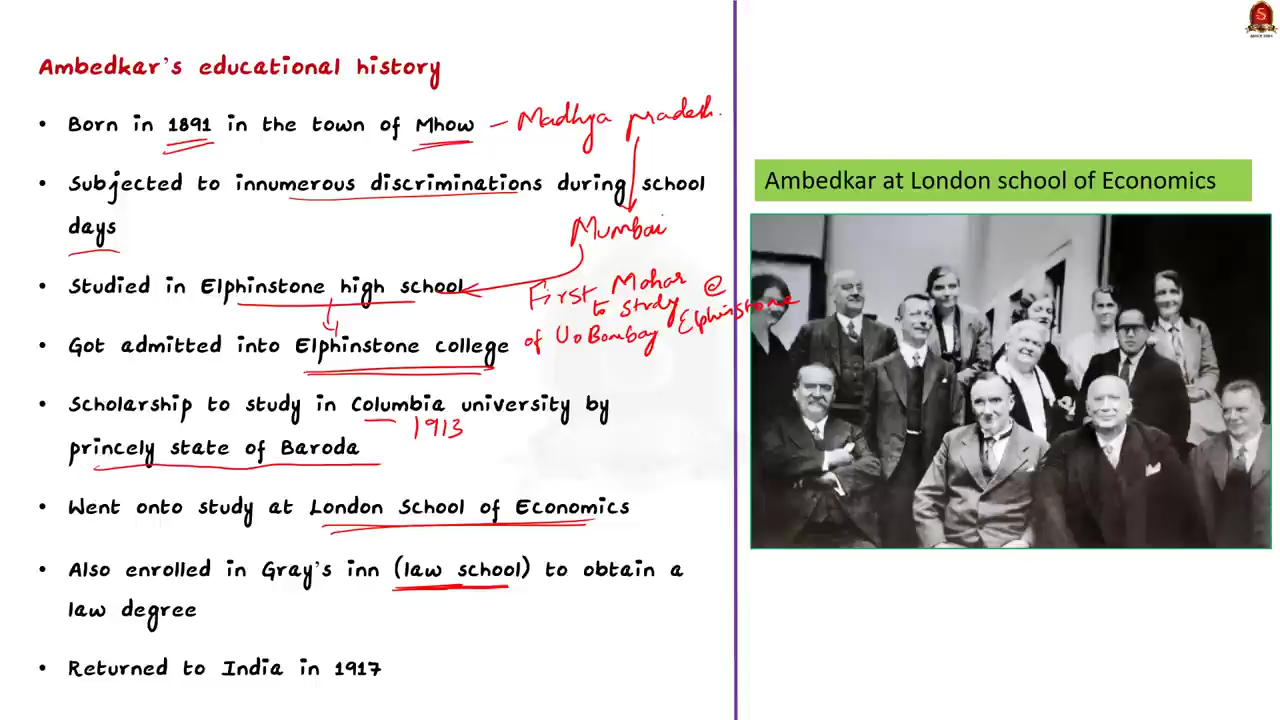 Ambedkar's educational history
• Born in 1891 in the town of Mhow – Madhya pradesh.
• Subjected to innumerous discriminations during school
days
Mumbai
• Studied in Elphinstone high school
First Mahar @
to study Elphinstone
of U o Bombay
• Got admitted into Elphinstone college
• Scholarship to study in Columbia university by
1913
princely state of Baroda
• Went onto study at London School of Economics
• Also enrolled in Gray's inn (law school) to obtain a
law degree
• Returned to India in 1917
S
SINCE 2004
Ambedkar at London school of Economics